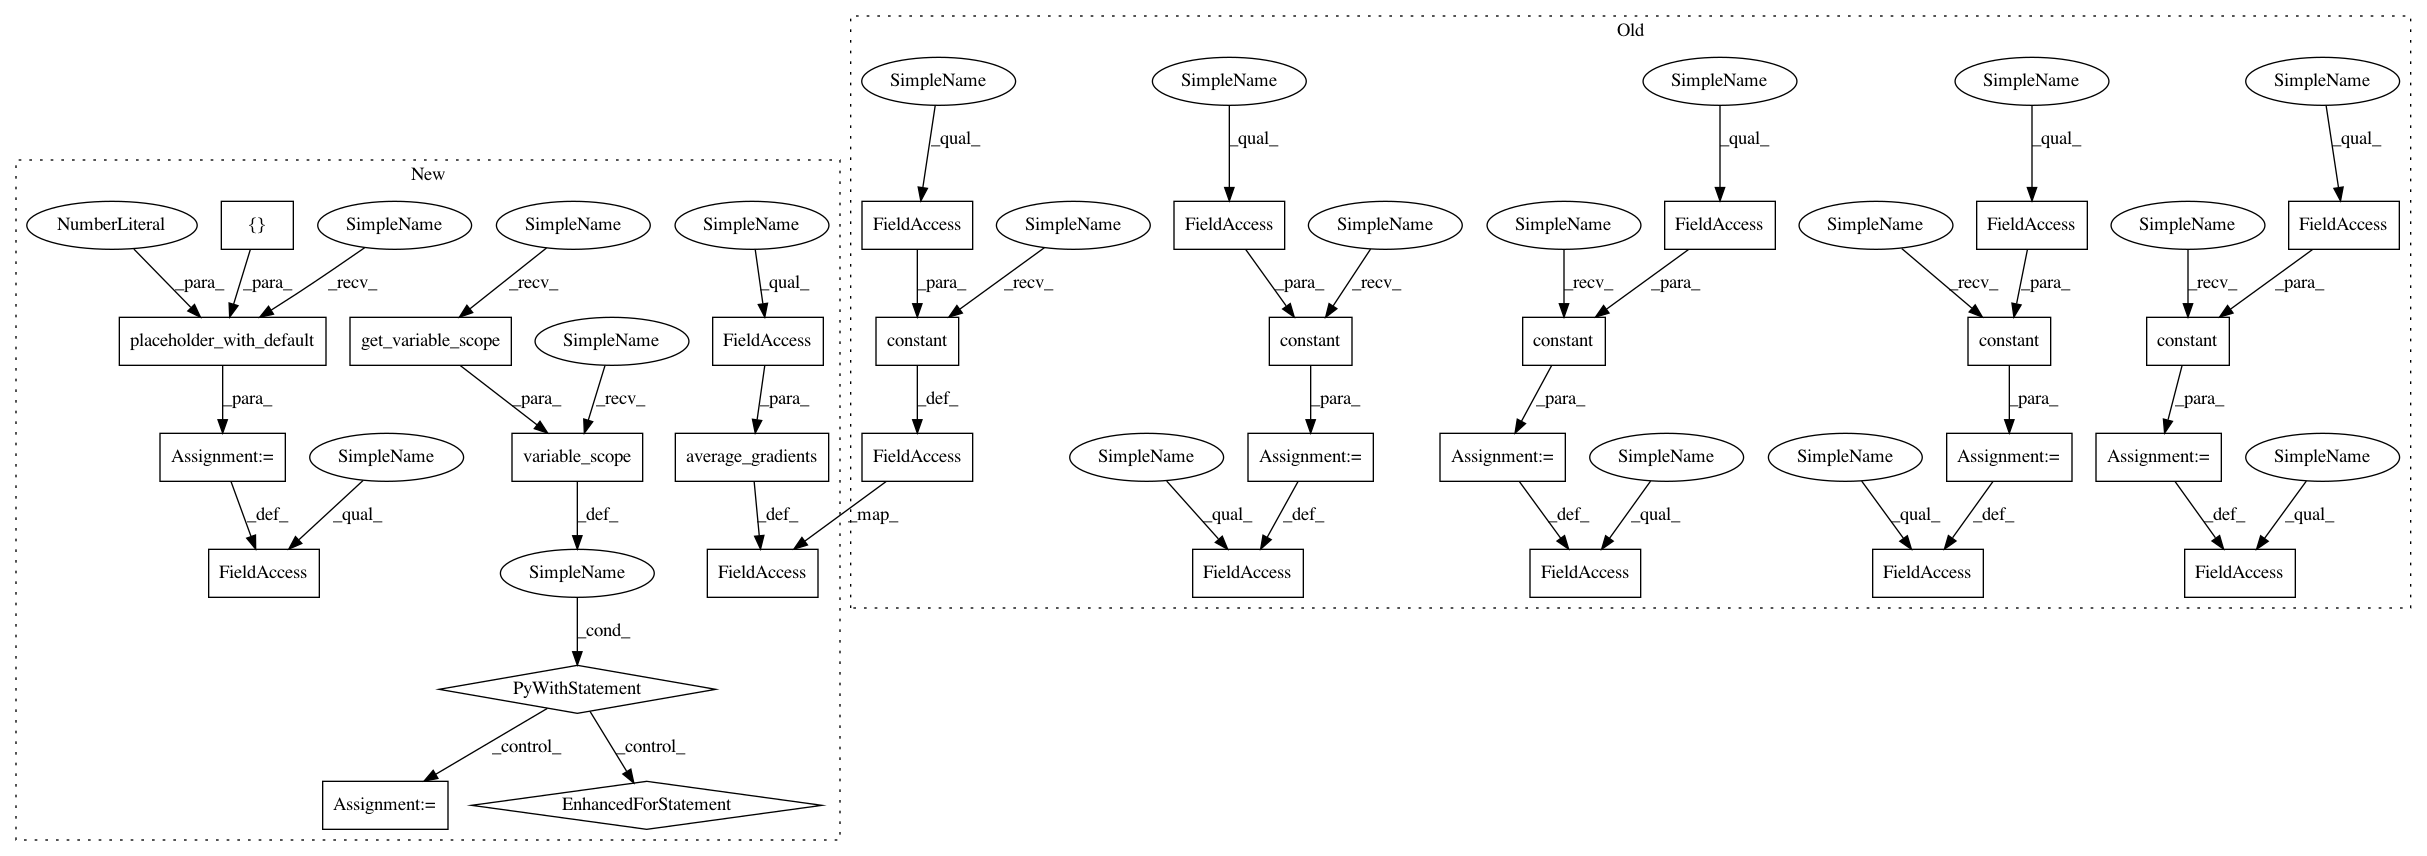 Old
SimpleName SimpleName SimpleName SimpleName SimpleName
_qual_ _qual_ _qual_ _qual_ _qual_
New
NumberLiteral {} SimpleName SimpleName SimpleName FieldAccess SimpleName FieldAccess SimpleName SimpleName FieldAccess SimpleName FieldAccess SimpleName FieldAccess
_para_ _para_ _recv_ _recv_ _qual_ _para_ _recv_ _para_ _recv_ _recv_ _para_ _recv_ _para_ _recv_ _para_
placeholder_with_default get_variable_scope SimpleName FieldAccess constant constant constant constant constant
_para_ _para_ _recv_ _para_ _def_ _para_ _para_ _para_ _para_
Assignment:= SimpleName variable_scope average_gradients FieldAccess SimpleName Assignment:= Assignment:= SimpleName SimpleName Assignment:= Assignment:= SimpleName
_def_ _qual_ _def_ _def_ _map_ _qual_ _def_ _def_ _qual_ _qual_ _def_ _def_ _qual_
FieldAccess SimpleName FieldAccess FieldAccess FieldAccess FieldAccess FieldAccess
_cond_
PyWithStatement
_control_ _control_
Assignment:= EnhancedForStatement